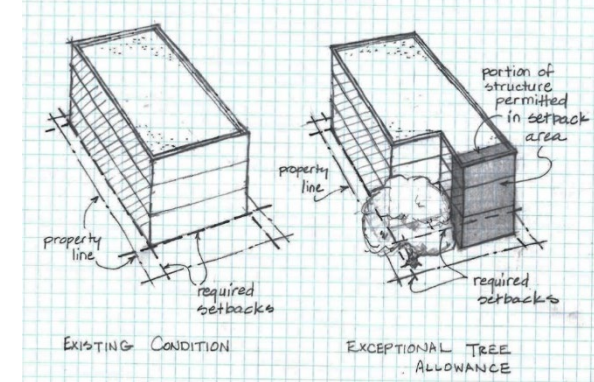 property
line
required
setbacks
EXISTING CONDITION
portion of
structure
permitted
in setback
area
property
line
required
setbacks
EXCEPTIONAL TREE
ALLOWANCE